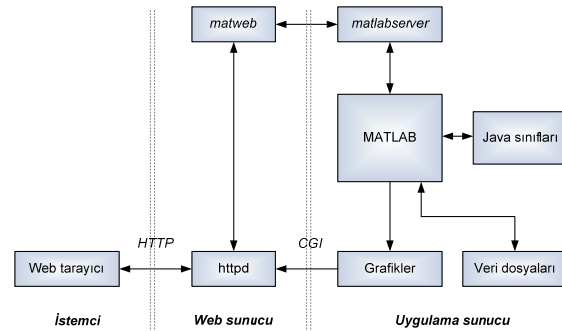 matweb
matlabserver
MATLAB
Java sınıfları
HTTP
CGI
Web tarayıcı
httpd
Grafikler
Veri dosyaları
İstemci
Web sunucu
Uygulama sunucu